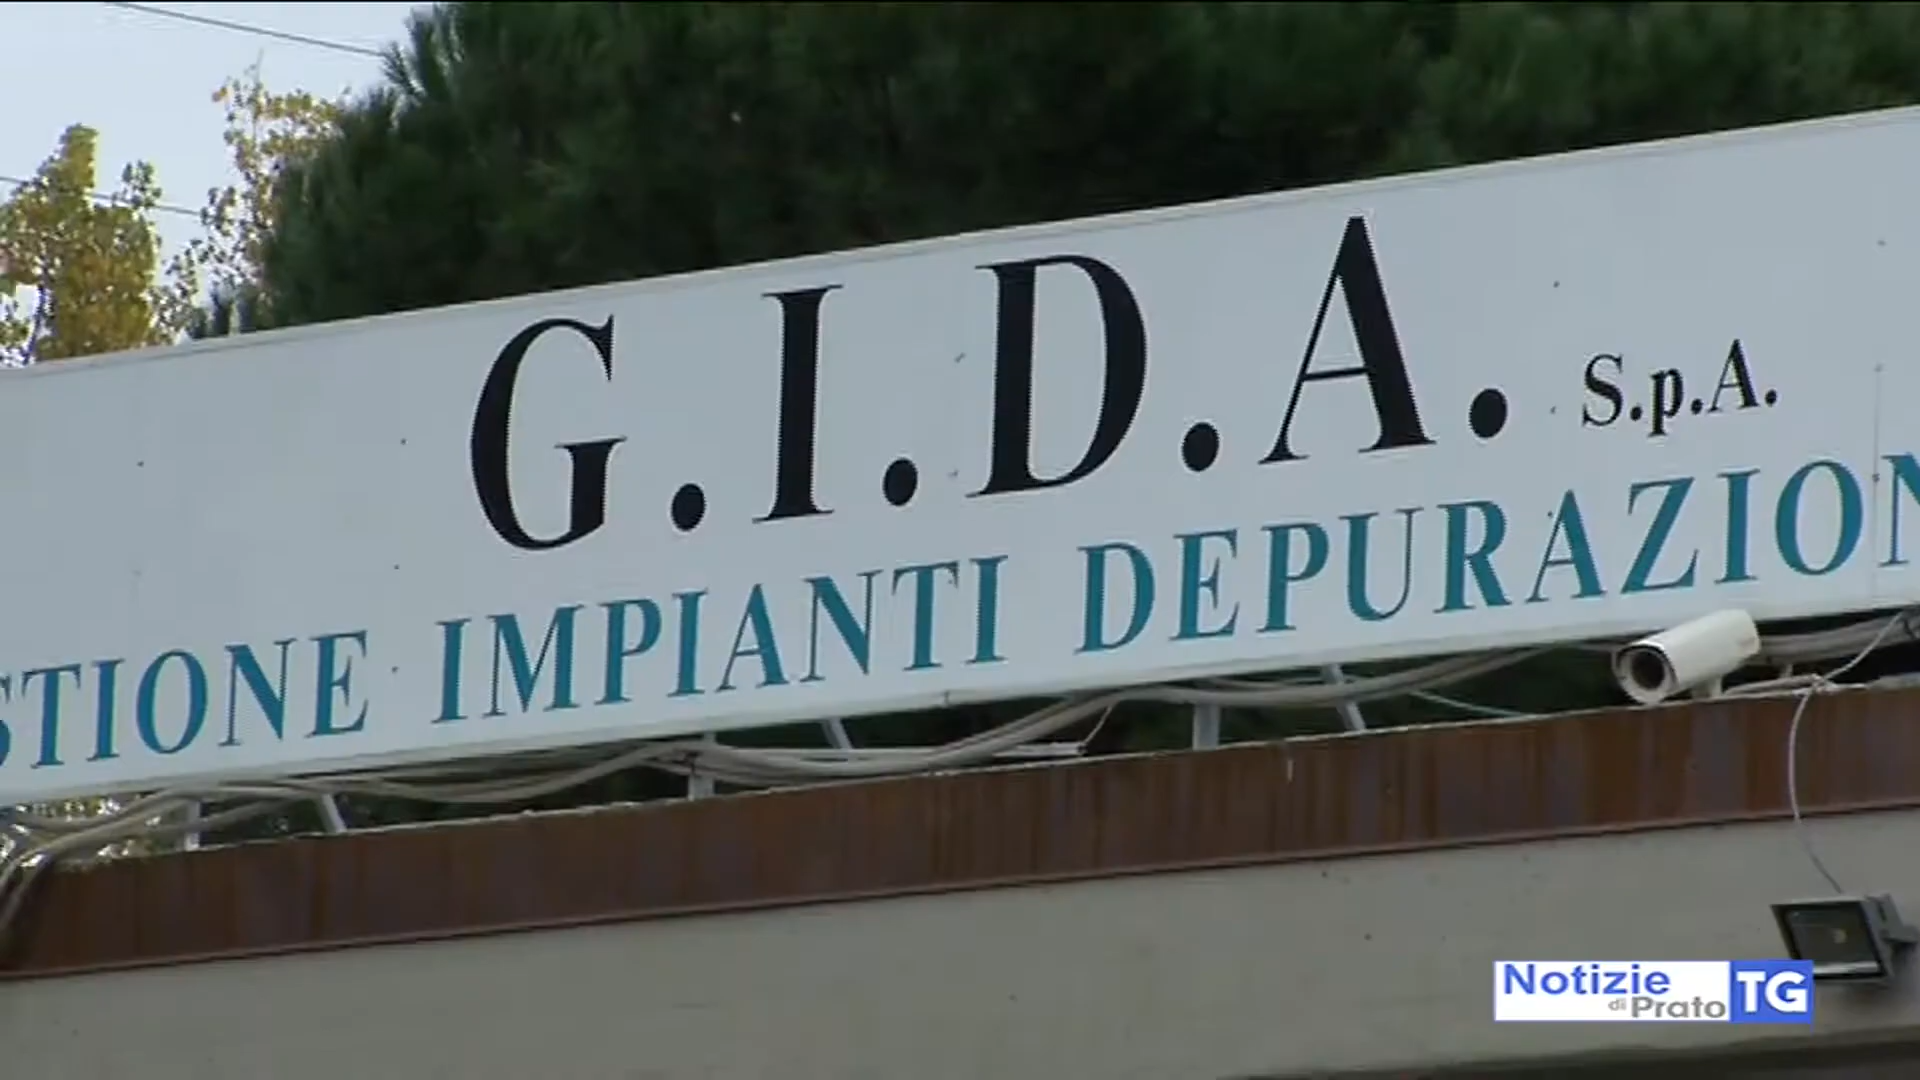 G.I.D.A. S.p.A.
STIONE IMPIANTI DEPURAZION
Notizie
di Prato
TG